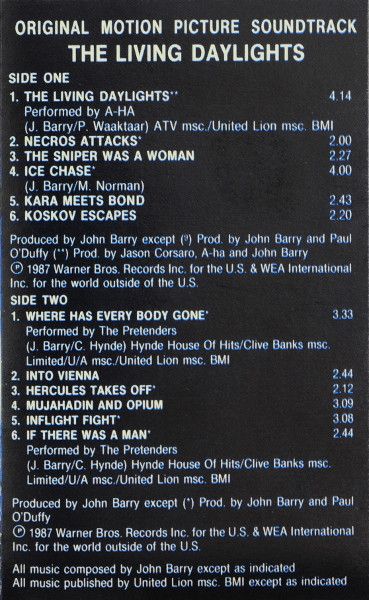 ORIGINAL MOTION PICTURE SOUNDTRACK
THE LIVING DAYLIGHTS
SIDE ONE
1. THE LIVING DAYLIGHTS** 4.14
Performed by A-HA
(J. Barry/P. Waaktaar) ATV msc./United Lion msc. BMI
2. NECROS ATTACKS* 2.00
3. THE SNIPER WAS A WOMAN 2.27
4. ICE CHASE* 4.00
(J. Barry/M. Norman)
5. KARA MEETS BOND 2.43
6. KOSKOV ESCAPES 2.20
Produced by John Barry except (*) Prod. by John Barry and Paul
O'Duffy (**) Prod. by Jason Corsaro, A-ha and John Barry
Ⓟ 1987 Warner Bros. Records Inc. for the U.S. & WEA International
Inc. for the world outside of the U.S.
SIDE TWO
1. WHERE HAS EVERY BODY GONE* 3.33
Performed by The Pretenders
(J. Barry/C. Hynde) Hynde House Of Hits/Clive Banks msc.
Limited/U/A msc./United Lion msc. BMI
2. INTO VIENNA 2.44
3. HERCULES TAKES OFF* 2.12
4. MUJAHADIN AND OPIUM 3.09
5. INFLIGHT FIGHT* 3.08
6. IF THERE WAS A MAN* 2.44
Performed by The Pretenders
(J. Barry/C. Hynde) Hynde House Of Hits/Clive Banks msc.
Limited/U/A msc./United Lion msc. BMI
Produced by John Barry except (*) Prod. by John Barry and Paul
O'Duffy
Ⓟ 1987 Warner Bros. Records Inc. for the U.S. & WEA International
Inc. for the world outside of the U.S.
All music composed by John Barry except as indicated
All music published by United Lion msc. BMI except as indicated